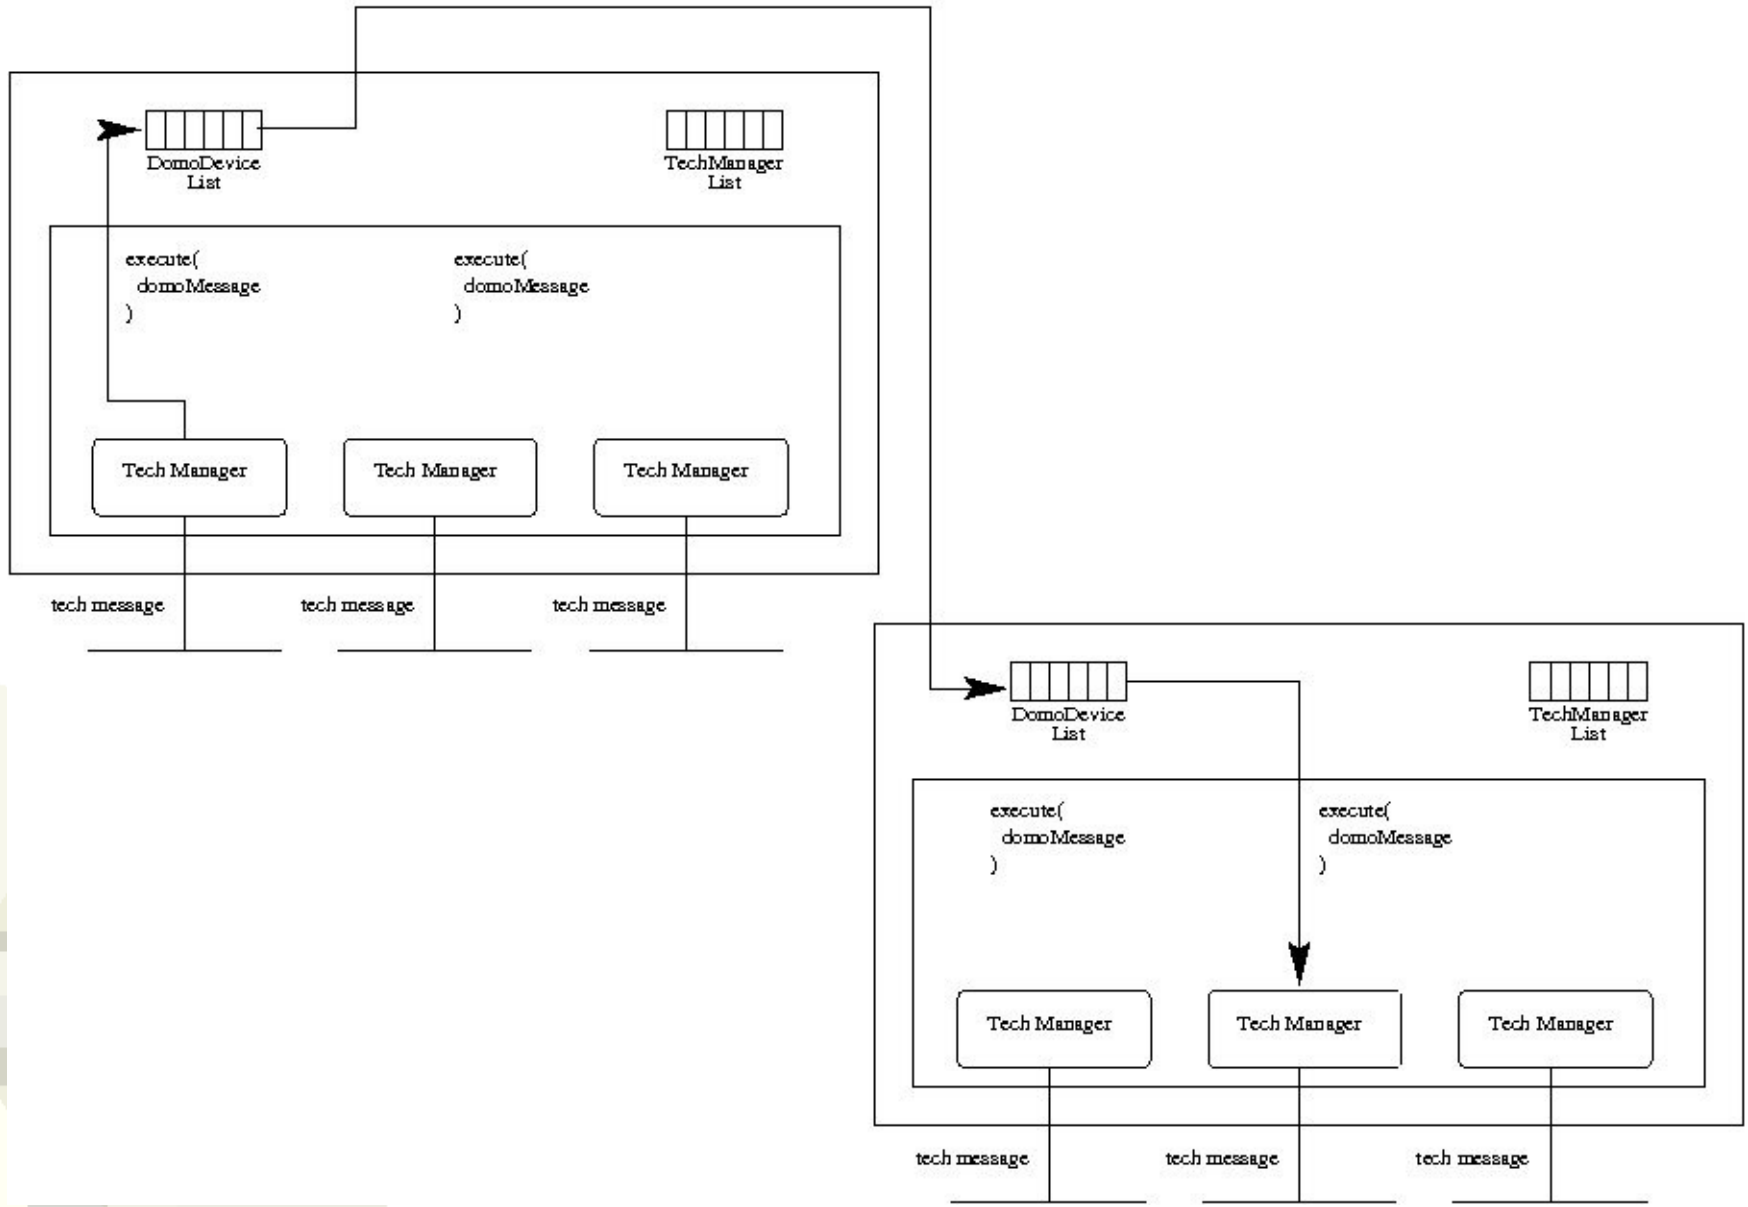 DomoDevice
List
TechManager
List
execute(
domoMessage
)
execute(
domoMessage
)
Tech Manager
Tech Manager
Tech Manager
tech message
tech message
tech message
DomoDevice
List
TechManager
List
execute(
domoMessage
)
execute(
domoMessage
)
Tech Manager
Tech Manager
Tech Manager
tech message
tech message
tech message